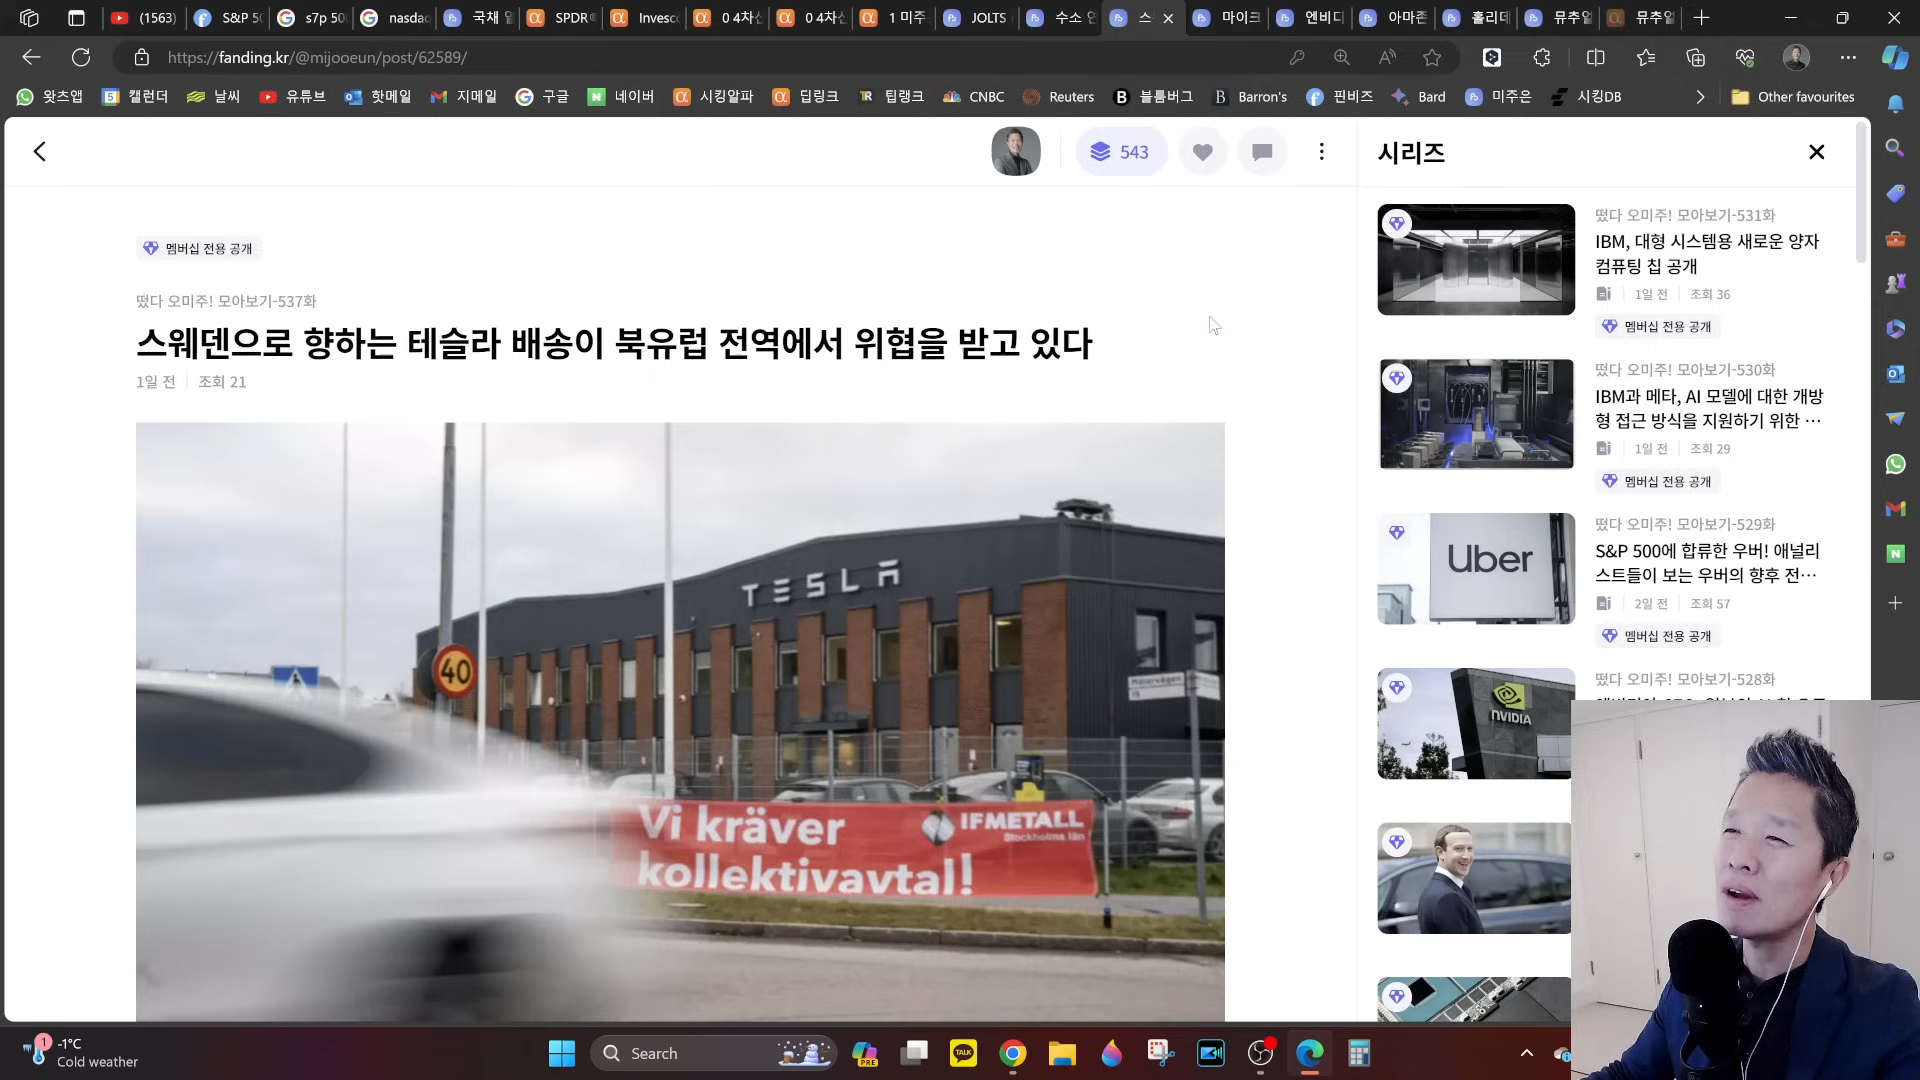 (1563)
S&P 50
s7p 50
nasdaq
국채
SPDR
Invesco
0 4차산
0 4차산
1 미주
JOLTS
수소
스
마이크
엔비디
아마존
홀리데
뮤추얼
뮤추얼
https://fanding.kr/@mijooeun/post/62589/
왓츠앱
캘린더
날씨
유튜브
핫메일
지메일
구글
네이버
시킹알파
딥링크
팁랭크
CNBC
Reuters
블룸버그
Barron's
핀비즈
Bard
미주은
시킹DB
Other favourites
543
멤버십 전용 공개
떴다 오미주! 모아보기-537화
스웨덴으로 향하는 테슬라 배송이 북유럽 전역에서 위협을 받고 있다
1일 전 조회 21
TESLA
40
Vi kräver
kollektivavtal!
IFMETALL
Stockholms län
시리즈
떴다 오미주! 모아보기-531화
IBM, 대형 시스템용 새로운 양자
컴퓨팅 칩 공개
1일 전 조회 36
멤버십 전용 공개
떴다 오미주! 모아보기-530화
IBM과 메타, AI 모델에 대한 개방
형 접근 방식을 지원하기 위한 …
1일 전 조회 29
멤버십 전용 공개
Uber
떴다 오미주! 모아보기-529화
S&P 500에 합류한 우버! 애널리
스트들이 보는 우버의 향후 전…
2일 전 조회 57
멤버십 전용 공개
NVIDIA
떴다 오미주! 모아보기-528화
1
-1°C
Cold weather
Search
PRE
TALK